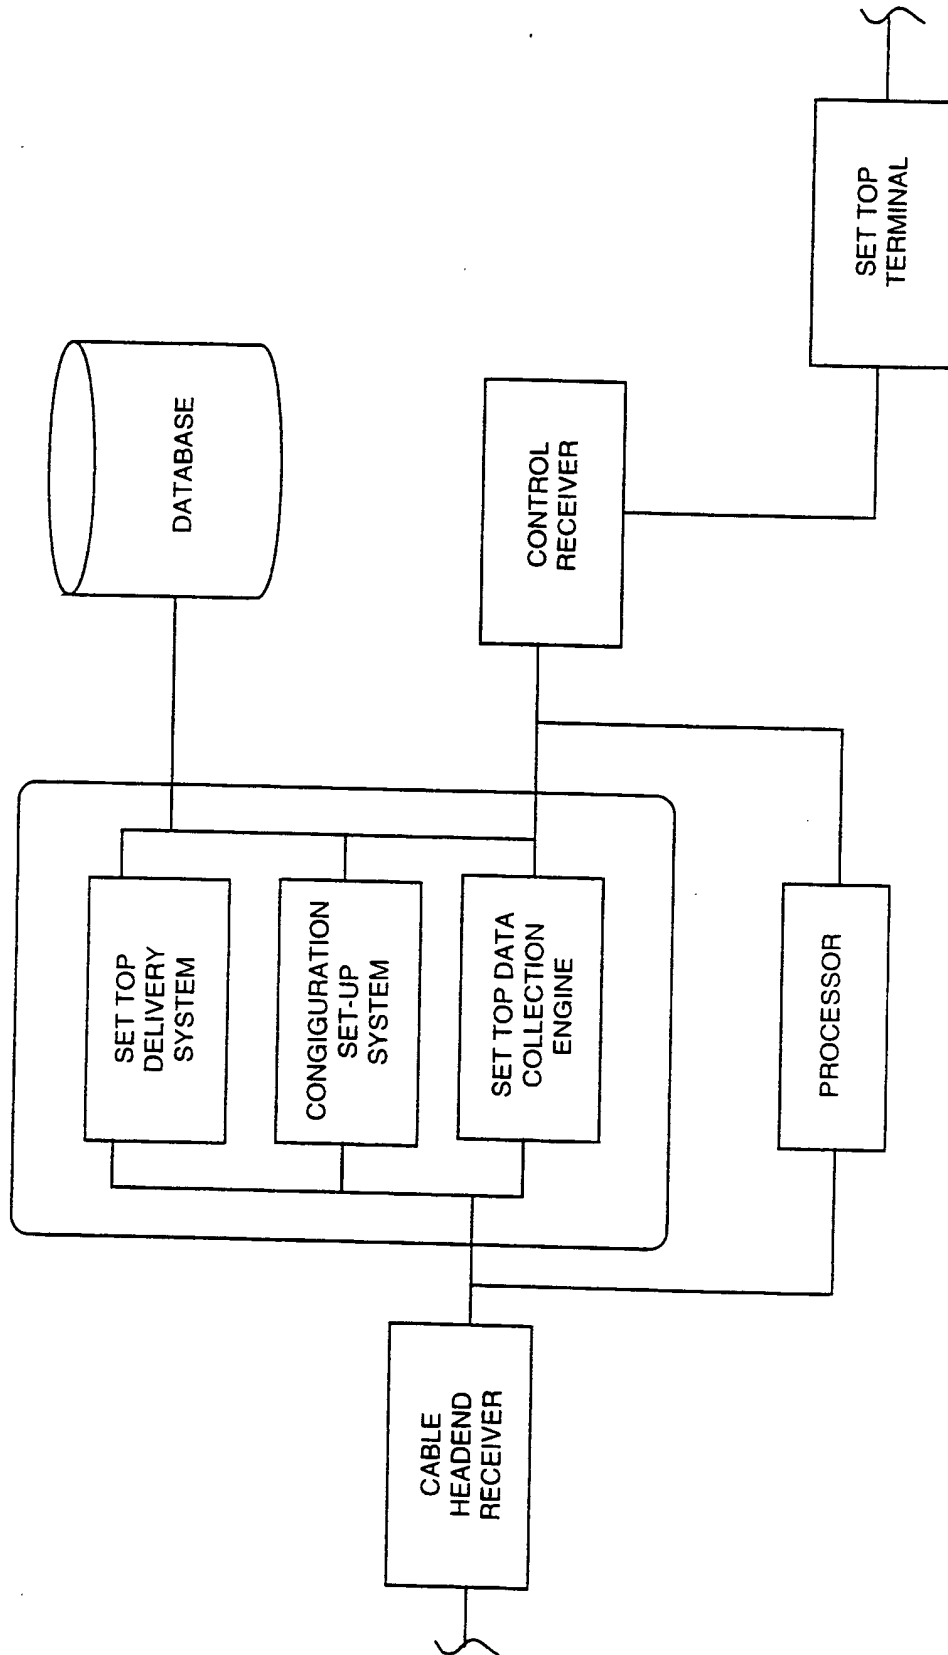 CABLE
HEADEND
RECEIVER
SET TOP
DELIVERY
SYSTEM
CONGIGURATION
SET-UP
SYSTEM
SET TOP DATA
COLLECTION
ENGINE
PROCESSOR
DATABASE
CONTROL
RECEIVER
SET TOP
TERMINAL